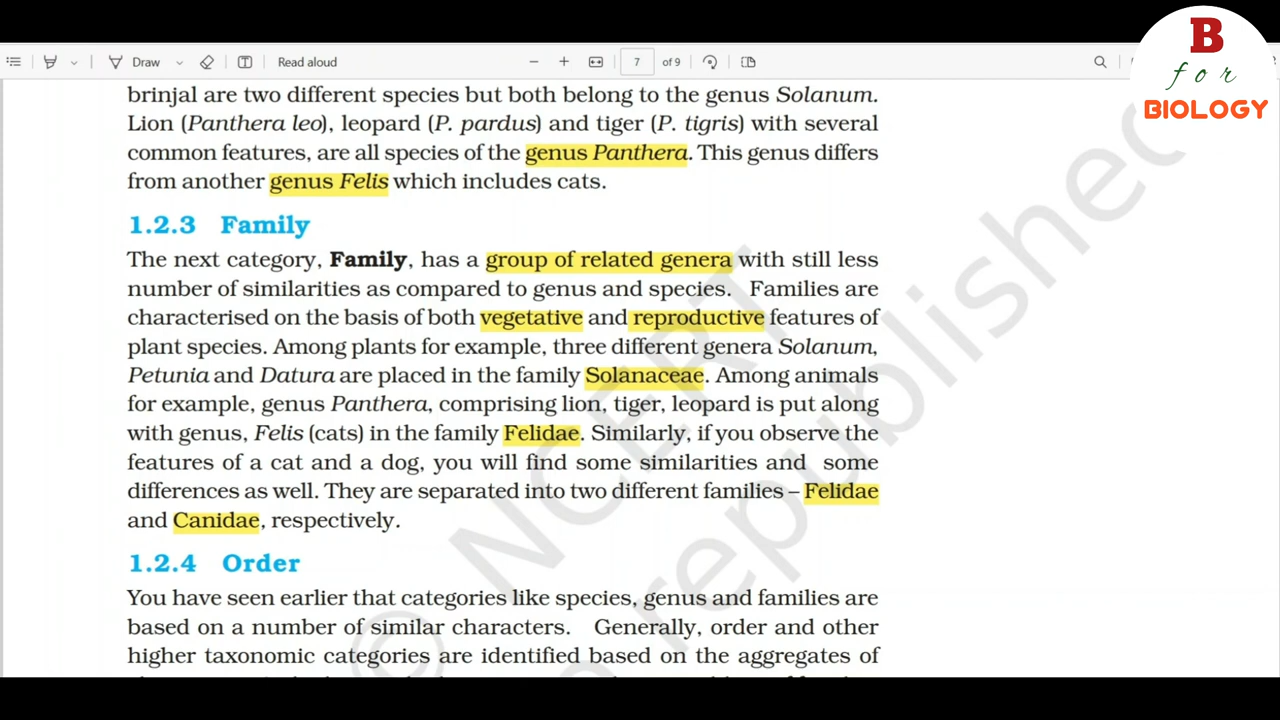 B
for
BIOLOGY
Draw
Read aloud
7
of 9
brinjal are two different species but both belong to the genus Solanum.
Lion (Panthera leo), leopard (P. pardus) and tiger (P. tigris) with several
common features, are all species of the genus Panthera. This genus differs
from another genus Felis which includes cats.
1.2.3 Family
The next category, Family, has a group of related genera with still less
number of similarities as compared to genus and species. Families are
characterised on the basis of both vegetative and reproductive features of
plant species. Among plants for example, three different genera Solanum,
Petunia and Datura are placed in the family Solanaceae. Among animals
for example, genus Panthera, comprising lion, tiger, leopard is put along
with genus, Felis (cats) in the family Felidae. Similarly, if you observe the
features of a cat and a dog, you will find some similarities and some
differences as well. They are separated into two different families – Felidae
and Canidae, respectively.
1.2.4 Order
You have seen earlier that categories like species, genus and families are
based on a number of similar characters. Generally, order and other
higher taxonomic categories are identified based on the aggregates of
© NCERT
republished